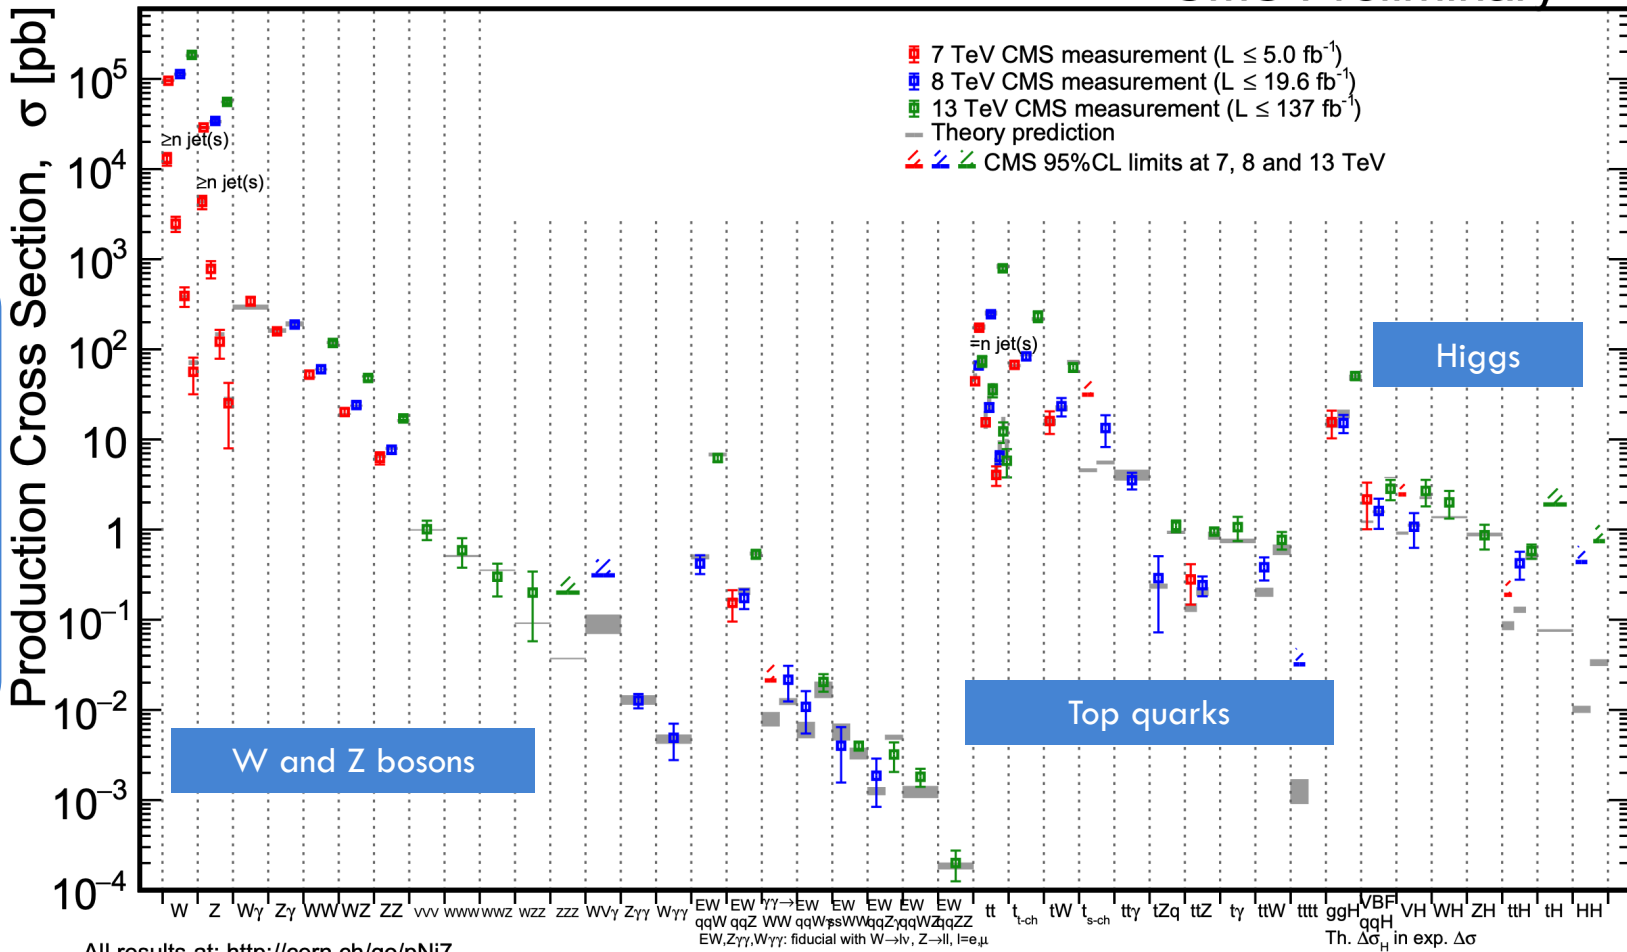 Production Cross Section, σ [pb]
7 TeV CMS measurement (L ≤ 5.0 fb⁻¹)
8 TeV CMS measurement (L ≤ 19.6 fb⁻¹)
13 TeV CMS measurement (L ≤ 137 fb⁻¹)
Theory prediction
CMS 95%CL limits at 7, 8 and 13 TeV
10⁵
10⁴
10³
10²
10
1
10⁻¹
10⁻²
10⁻³
10⁻⁴
≥n jet(s)
≥n jet(s)
=n jet(s)
Higgs
Top quarks
W and Z bosons
W Z Wγ Zγ WW WZ ZZ VVV WWW WWZ WZZ ZZZ WVγ Zγγ Wγγ EW qqW EW qqZ γγ→WW EW qqWγ EW ssWW EW qqZγ EW qqWZ EW qqZZ tt t t-ch tW t s-ch ttγ tZq ttZ tγ ttW tttt ggH VBF qqH VH WH ZH ttH tH HH
EW,Zγγ,Wγγ: fiducial with W→lν, Z→ll, l=e,μ
Th. Δσ_H in exp. Δσ